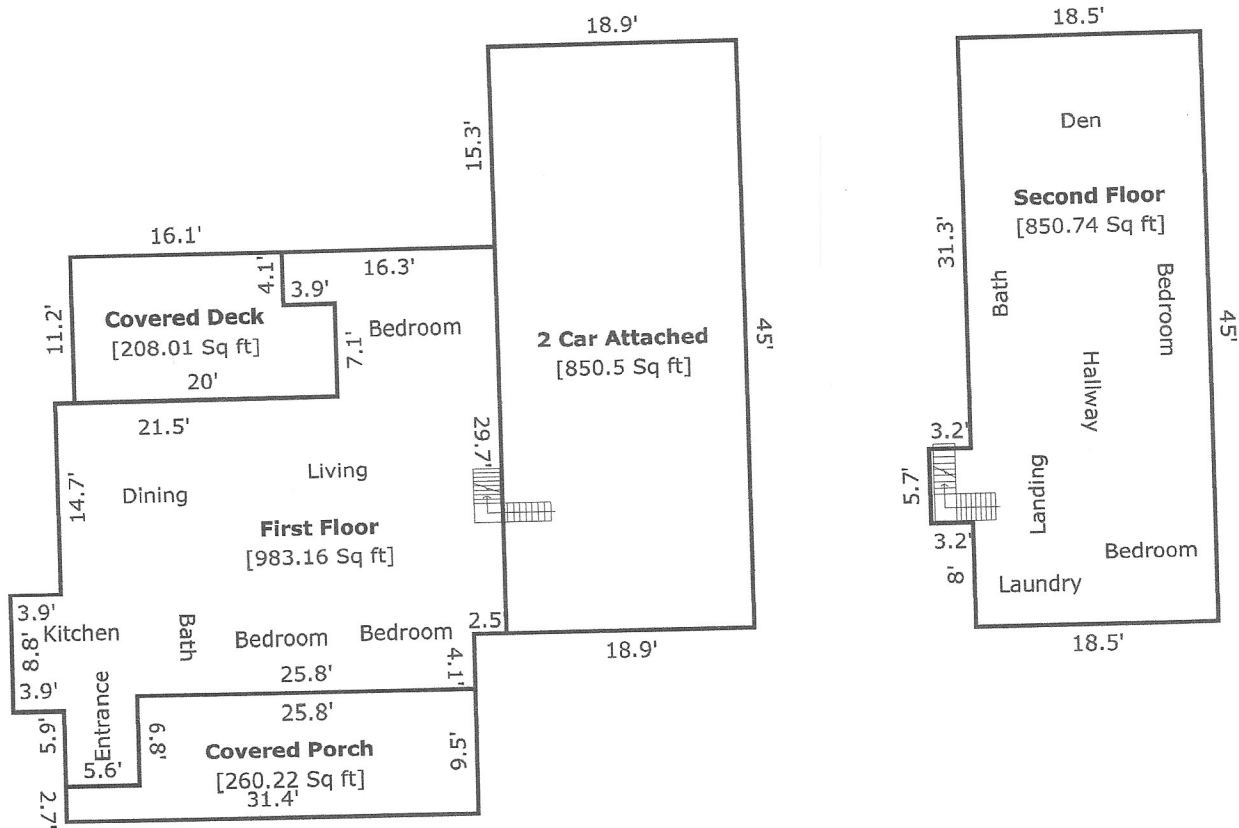 18.9'
18.5'
15.3'
Den
Second Floor
[850.74 Sq ft]
31.3'
Bath
Bedroom
45'
Hallway
3.2'
5.7'
Landing
3.2'
8'
Bedroom
Laundry
18.5'
16.1'
4.1'
16.3'
3.9'
11.2'
Covered Deck
[208.01 Sq ft]
7.1'
Bedroom
20'
2 Car Attached
[850.5 Sq ft]
45'
21.5'
29.7'
14.7'
Dining
Living
First Floor
[983.16 Sq ft]
3.9'
8.8'
Kitchen
Bath
Bedroom
Bedroom
2.5
18.9'
3.9'
25.8'
4.1'
5.6'
Entrance
6.8'
25.8'
Covered Porch
[260.22 Sq ft]
9.5'
5.6'
31.4'
2.7'